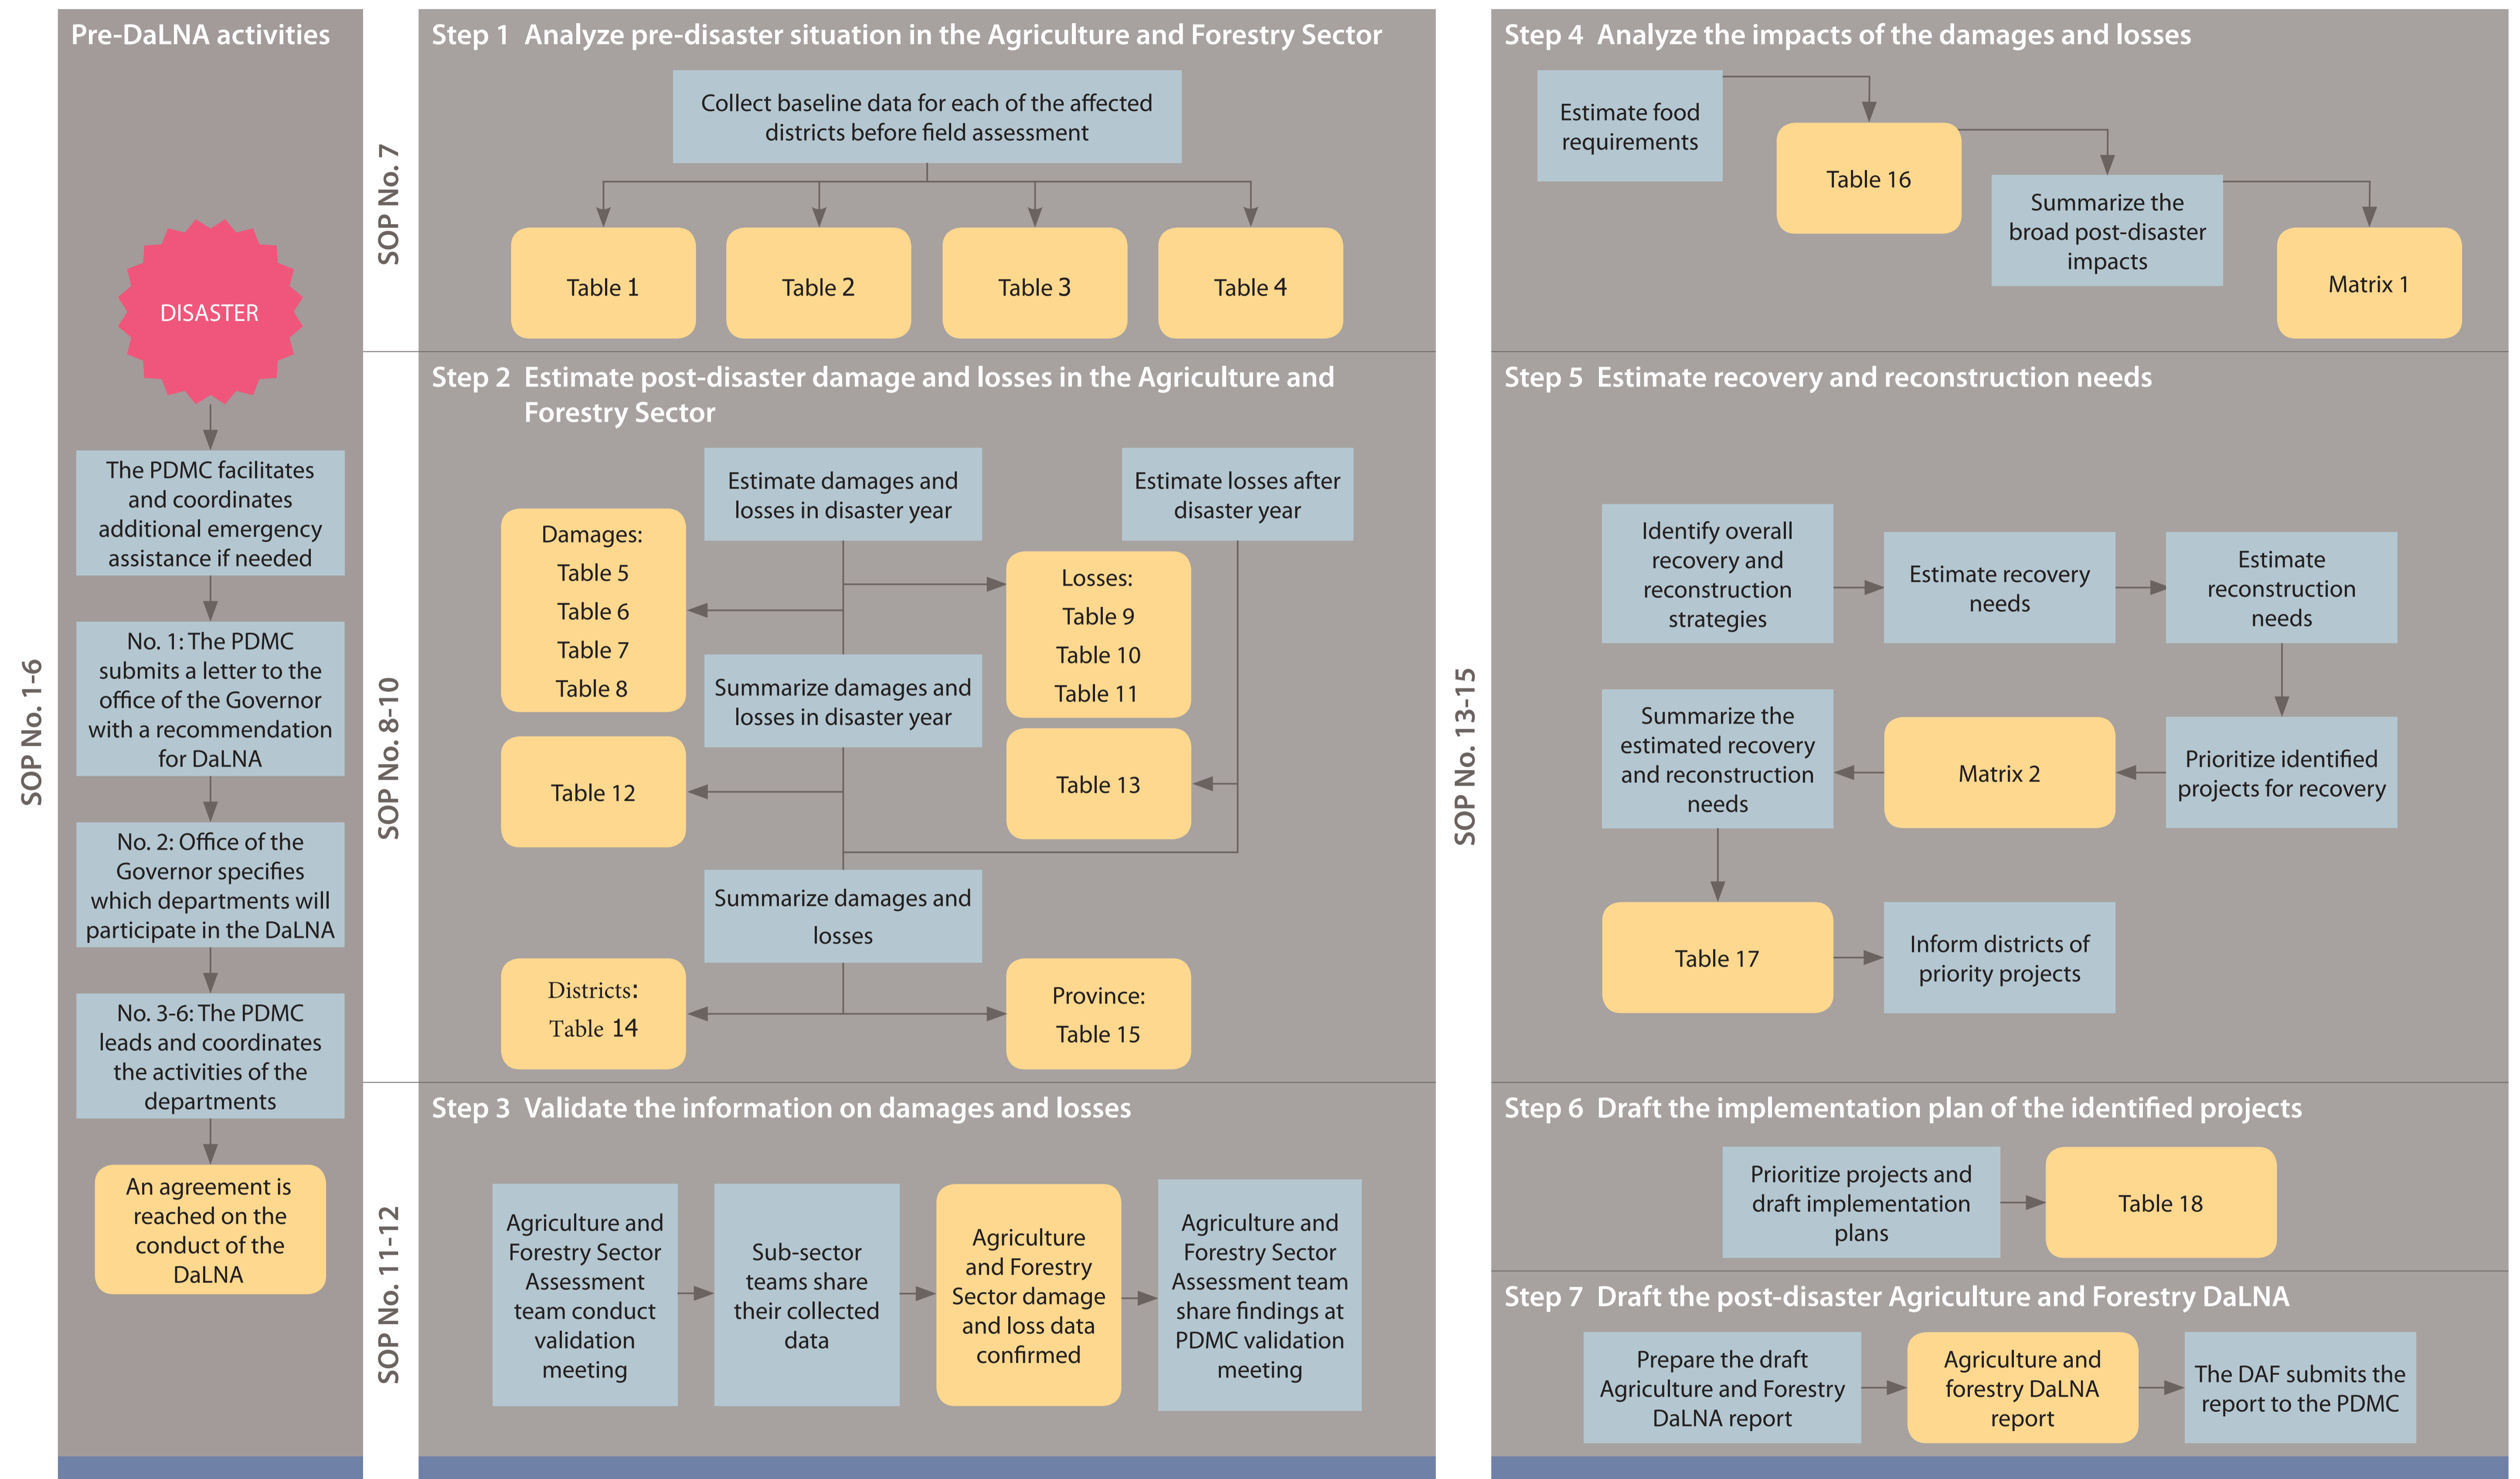 Pre-DaLNA activities
SOP No. 1-6
DISASTER
The PDMC facilitates
and coordinates
additional emergency
assistance if needed
No. 1: The PDMC
submits a letter to the
office of the Governor
with a recommendation
for DaLNA
No. 2: Office of the
Governor specifies
which departments will
participate in the DaLNA
No. 3-6: The PDMC
leads and coordinates
the activities of the
departments
An agreement is
reached on the
conduct of the
DaLNA
SOP No. 7
Step 1 Analyze pre-disaster situation in the Agriculture and Forestry Sector
Collect baseline data for each of the affected
districts before field assessment
Table 1
Table 2
Table 3
Table 4
SOP No. 8-10
Step 2 Estimate post-disaster damage and losses in the Agriculture and
Forestry Sector
Estimate damages and
losses in disaster year
Estimate losses after
disaster year
Damages:
Table 5
Table 6
Table 7
Table 8
Losses:
Table 9
Table 10
Table 11
Summarize damages and
losses in disaster year
Table 12
Table 13
Summarize damages and
losses
Districts:
Table 14
Province:
Table 15
SOP No. 11-12
Step 3 Validate the information on damages and losses
Agriculture and
Forestry Sector
Assessment
team conduct
validation
meeting
Sub-sector
teams share
their collected
data
Agriculture
and Forestry
Sector damage
and loss data
confirmed
Agriculture and
Forestry Sector
Assessment team
share findings at
PDMC validation
meeting
SOP No. 13-15
Step 4 Analyze the impacts of the damages and losses
Estimate food
requirements
Table 16
Summarize the
broad post-disaster
impacts
Matrix 1
Step 5 Estimate recovery and reconstruction needs
Identify overall
recovery and
reconstruction
strategies
Estimate recovery
needs
Estimate
reconstruction
needs
Prioritize identified
projects for recovery
Matrix 2
Summarize the
estimated recovery
and reconstruction
needs
Table 17
Inform districts of
priority projects
Step 6 Draft the implementation plan of the identified projects
Prioritize projects and
draft implementation
plans
Table 18
Step 7 Draft the post-disaster Agriculture and Forestry DaLNA
Prepare the draft
Agriculture and Forestry
DaLNA report
Agriculture and
forestry DaLNA
report
The DAF submits the
report to the PDMC